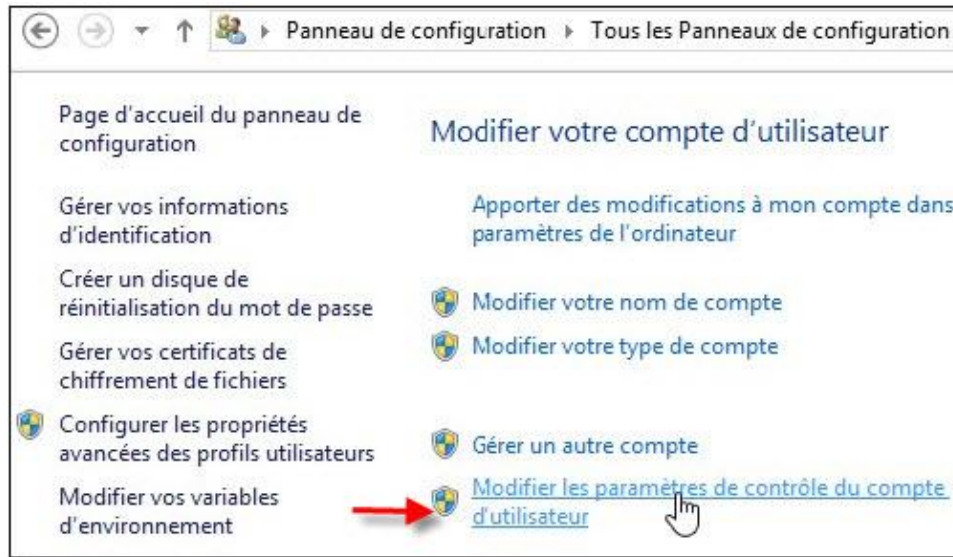 Panneau de configuration Tous les Panneaux de configuration
Page d'accueil du panneau de
configuration
Gérer vos informations
d'identification
Créer un disque de
réinitialisation du mot de passe
Gérer vos certificats de
chiffrement de fichiers
Configurer les propriétés
avancées des profils utilisateurs
Modifier vos variables
d'environnement
Modifier votre compte d'utilisateur
Apporter des modifications à mon compte dans
paramètres de l'ordinateur
Modifier votre nom de compte
Modifier votre type de compte
Gérer un autre compte
Modifier les paramètres de contrôle du compte
d'utilisateur